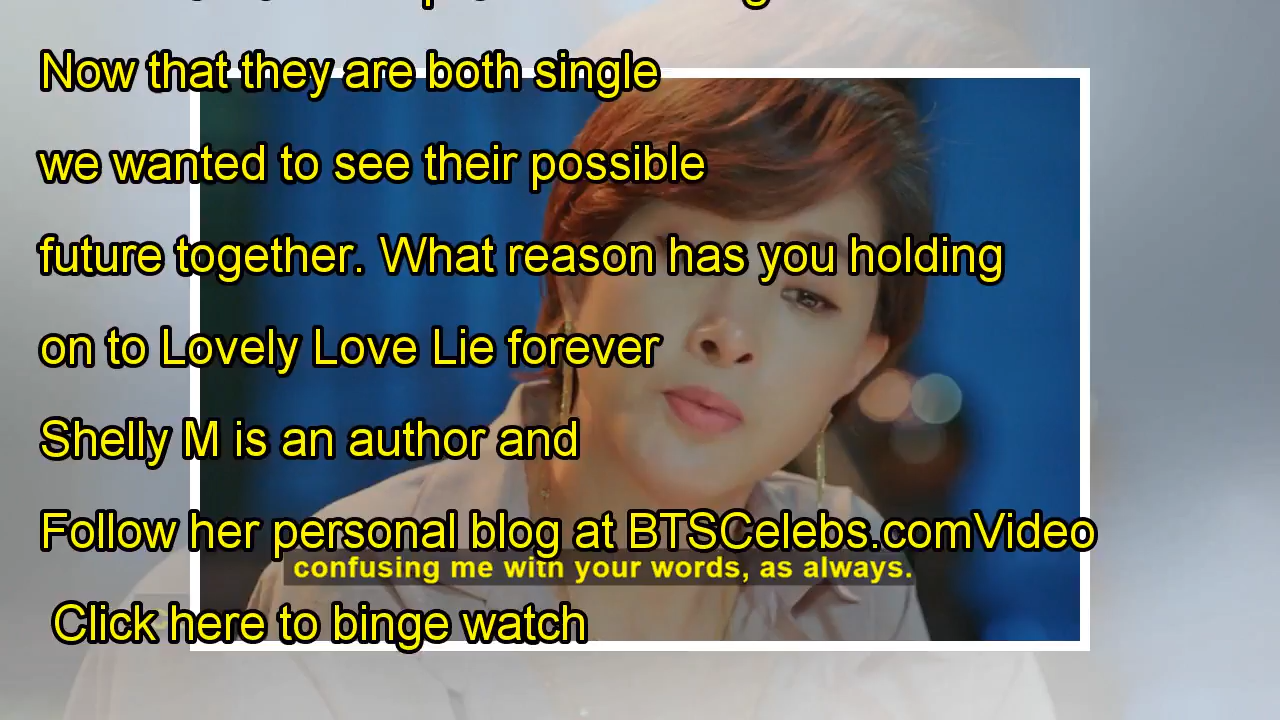 Now that they are both single
we wanted to see their possible
future together. What reason has you holding
on to Lovely Love Lie forever
Shelly M is an author and
Follow her personal blog at BTSCelebs.comVideo
confusing me with your words, as always.
Click here to binge watch